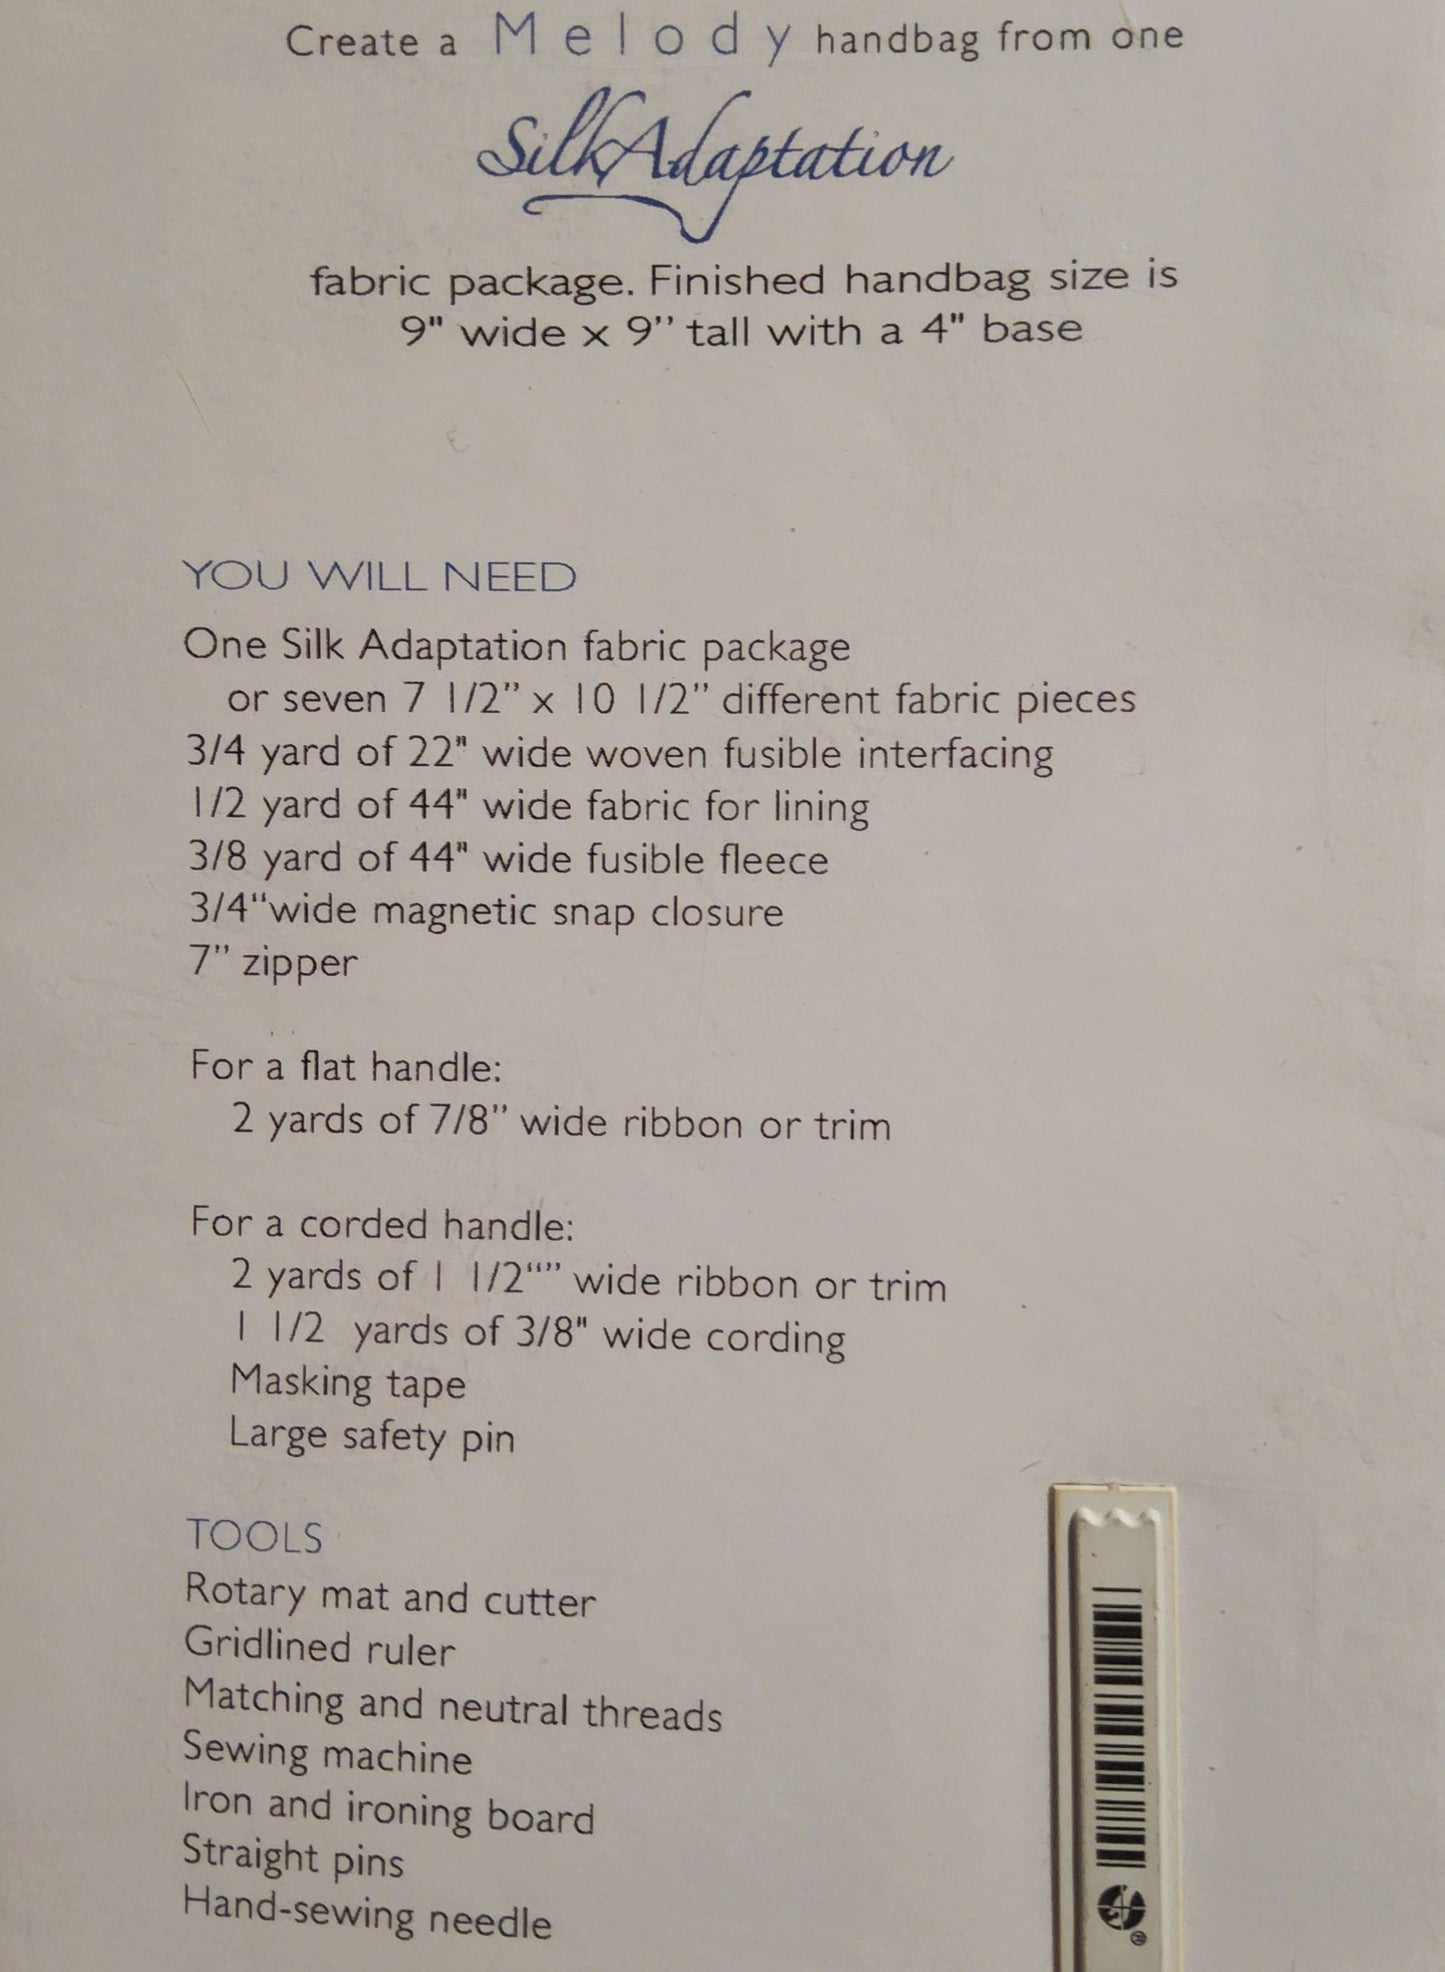 Create a Melody handbag from one
SilkAdaptation
fabric package. Finished handbag size is
9" wide x 9'' tall with a 4" base
YOU WILL NEED
One Silk Adaptation fabric package
or seven 7 1/2'' x 10 1/2'' different fabric pieces
3/4 yard of 22" wide woven fusible interfacing
1/2 yard of 44" wide fabric for lining
3/8 yard of 44" wide fusible fleece
3/4“wide magnetic snap closure
7'' zipper
For a flat handle:
2 yards of 7/8'' wide ribbon or trim
For a corded handle:
2 yards of 1 1/2“” wide ribbon or trim
1 1/2 yards of 3/8" wide cording
Masking tape
Large safety pin
TOOLS
Rotary mat and cutter
Gridlined ruler
Matching and neutral threads
Sewing machine
Iron and ironing board
Straight pins
Hand-sewing needle